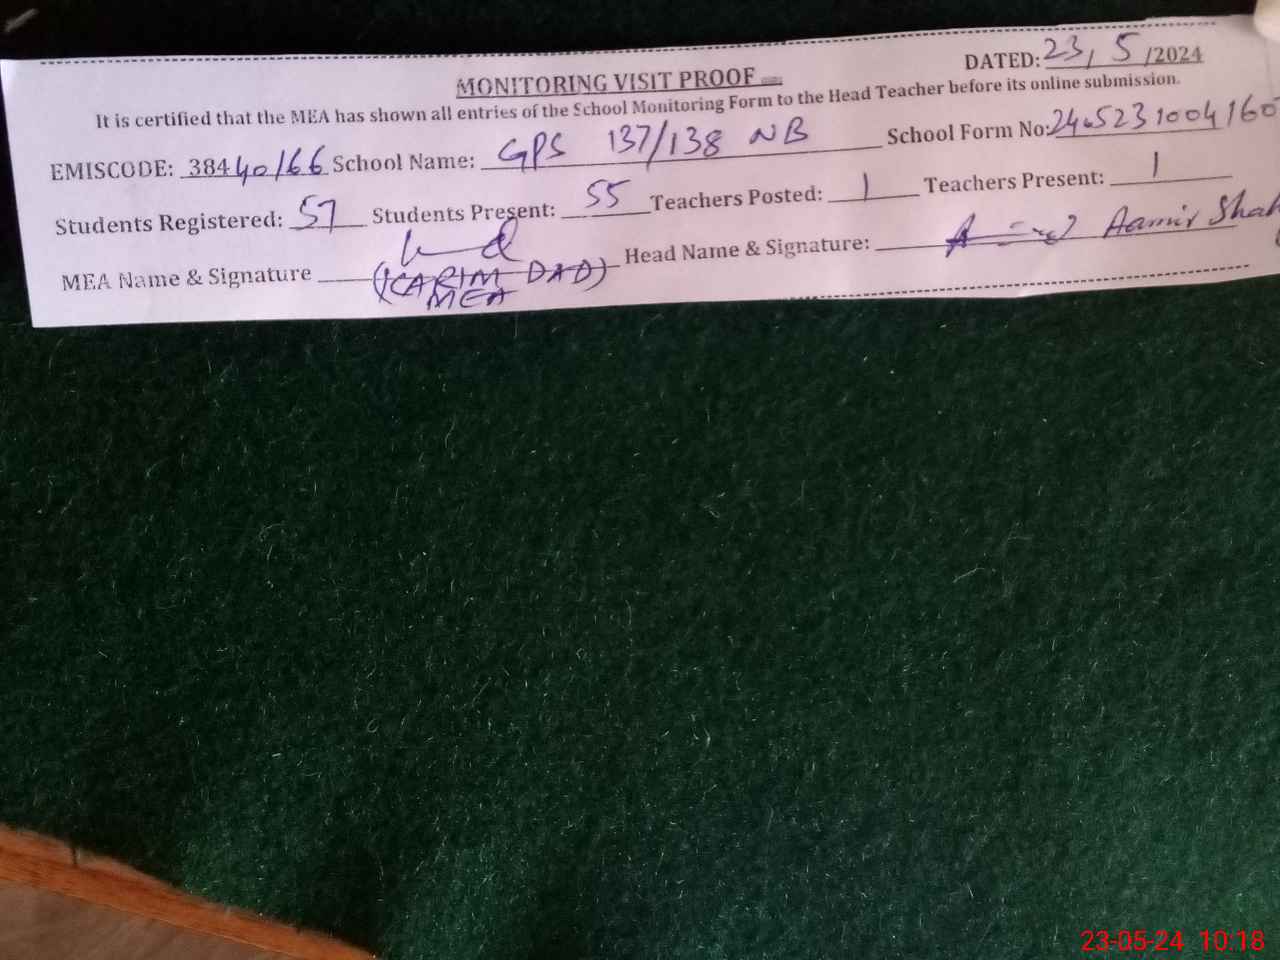 DATED: 23, 5 /2024
MONITORING VISIT PROOF
It is certified that the MEA has shown all entries of the School Monitoring Form to the Head Teacher before its online submission.
EMISCODE: 38440166 School Name: GPS 137/138 NB School Form No: 2405231004160
Students Registered: 57 Students Present: 55 Teachers Posted: 1 Teachers Present: 1
MEA Name & Signature (KARIM DAD) Head Name & Signature: Aamir Shah
MEA
23-05-24 10:18